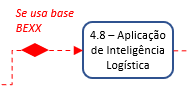 Se usa base
BEXX
4.8 – Aplicação
de Inteligência
Logística